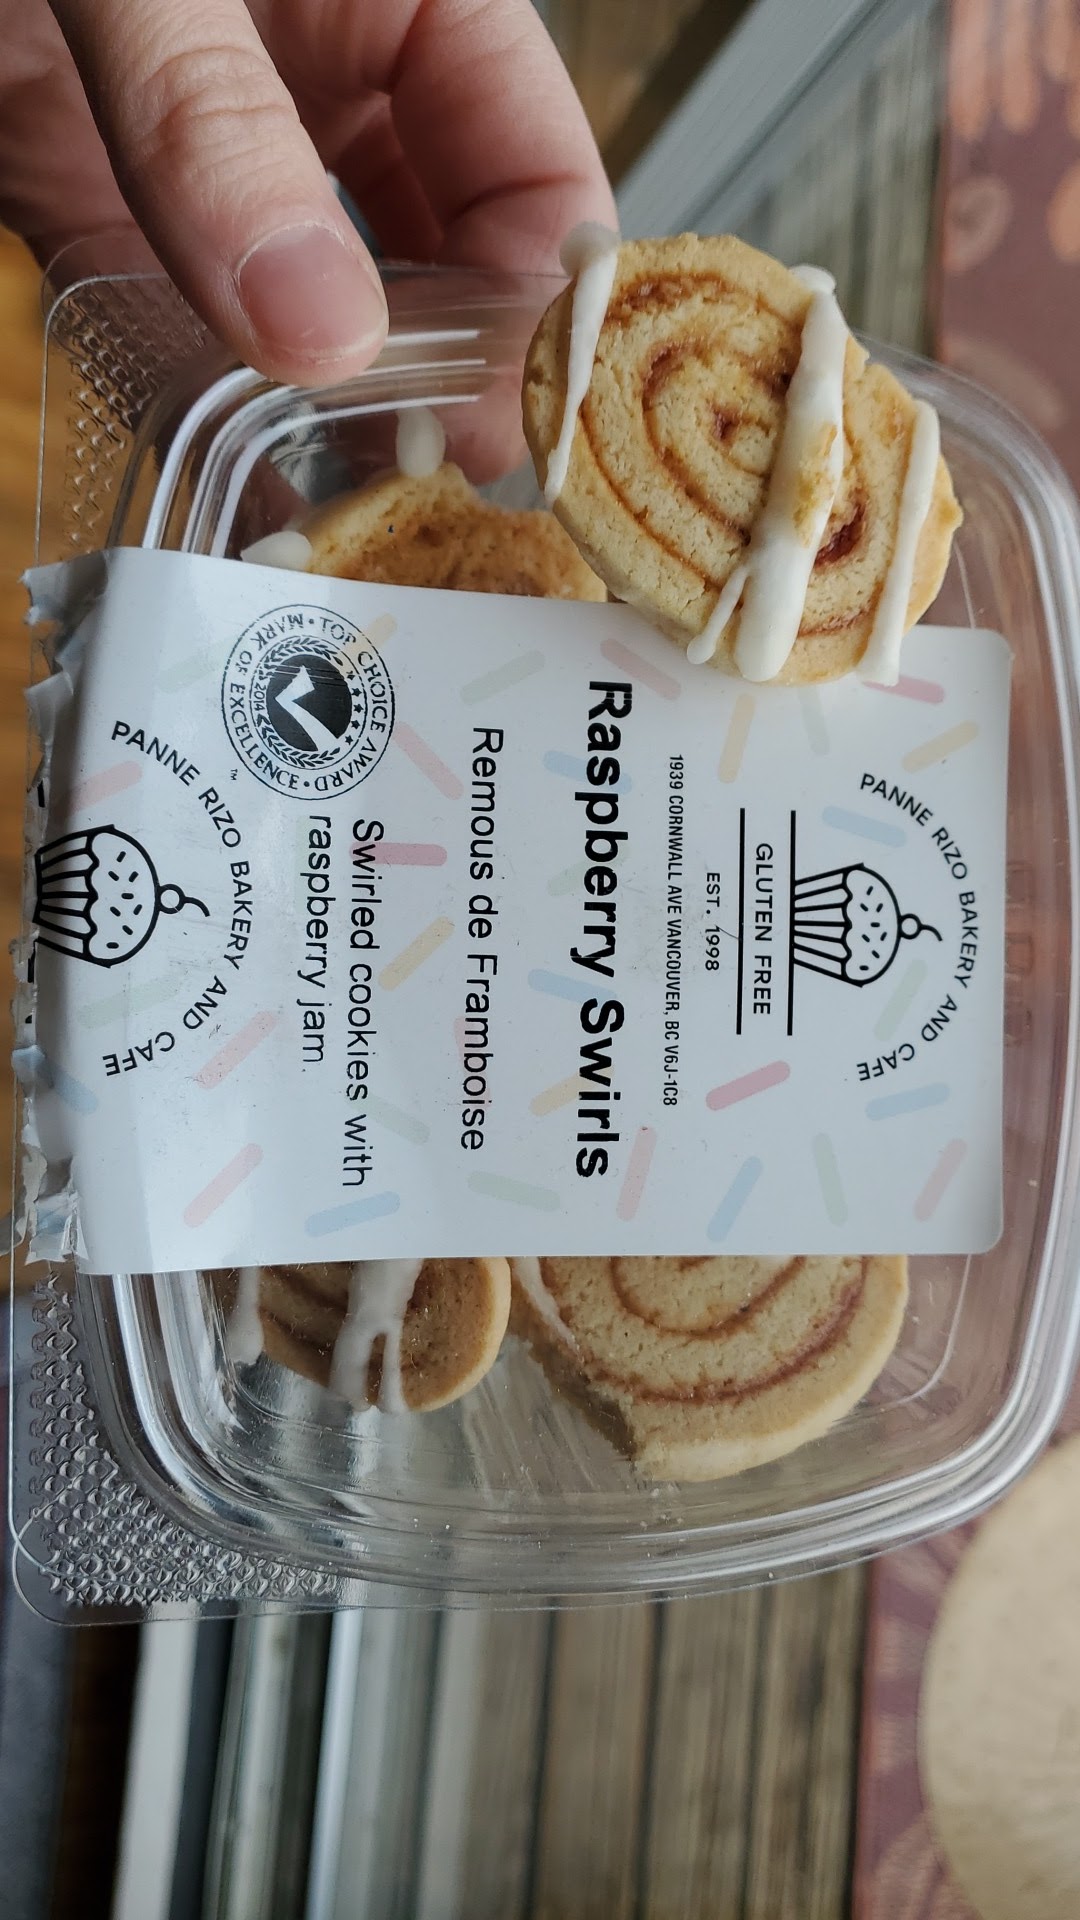 PANNE RIZO BAKERY AND CAFE
GLUTEN FREE
EST. 1998
1939 CORNWALL AVE VANCOUVER, BC V6J-1C8
Raspberry Swirls
Remous de Framboise
Swirled cookies with
raspberry jam.
TOP CHOICE AWARD • MARK OF EXCELLENCE •
2014
TM
PANNE RIZO BAKERY AND CAFE